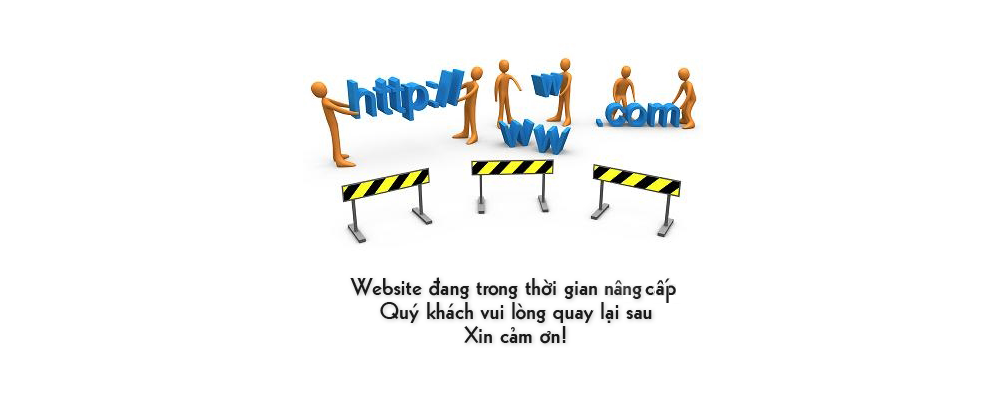 http://
w
ww
.com
Website đang trong thời gian nâng cấp
Quý khách vui lòng quay lại sau
Xin cảm ơn!